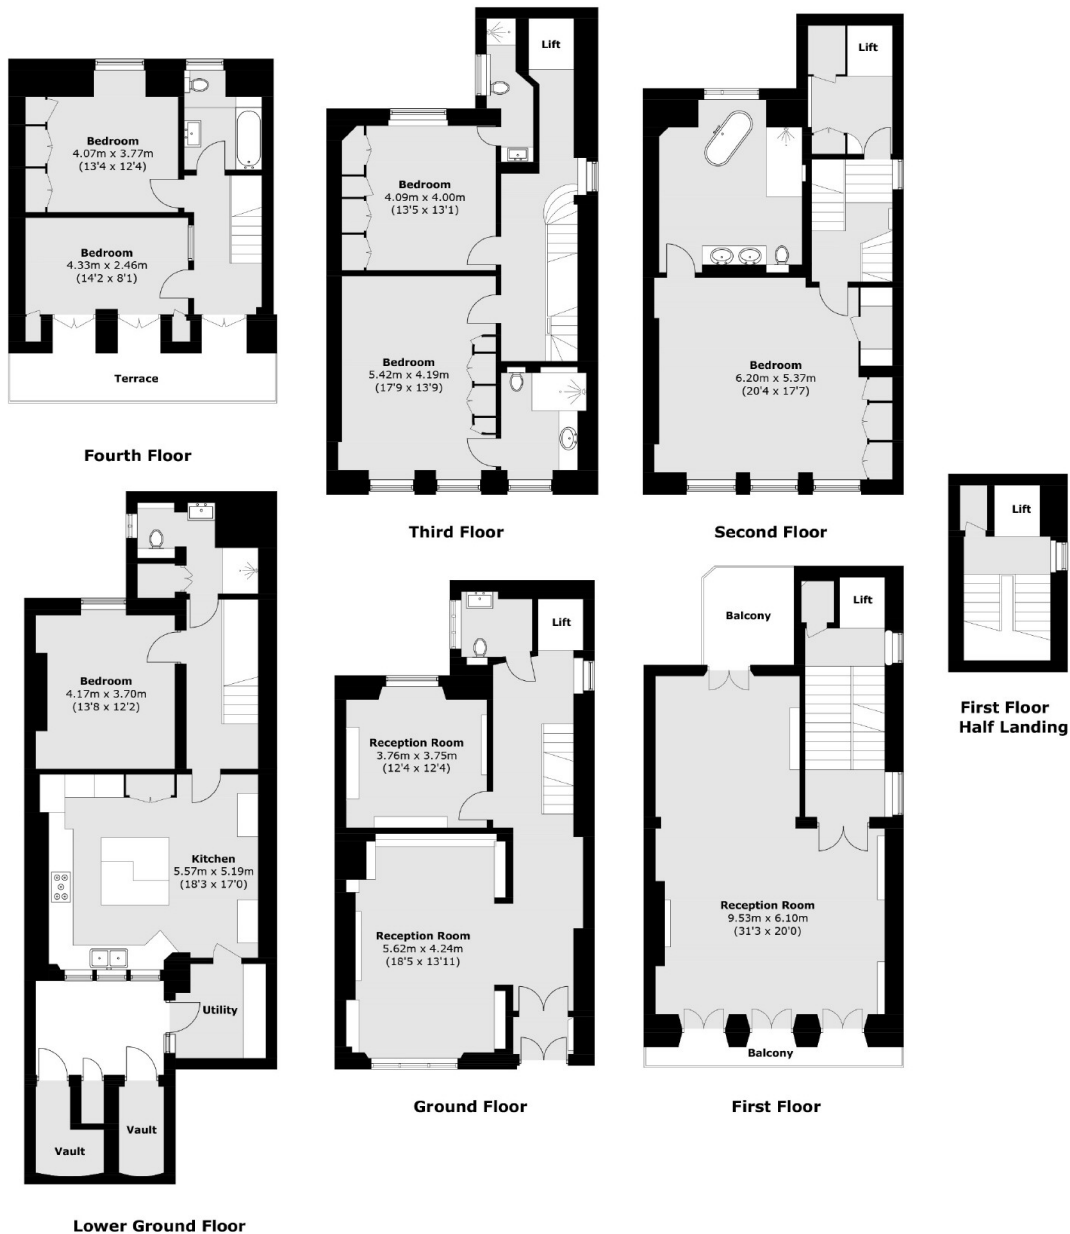 Bedroom
4.07m x 3.77m
(13'4 x 12'4)
Bedroom
4.33m x 2.46m
(14'2 x 8'1)
Terrace
Fourth Floor
Lift
Bedroom
4.09m x 4.00m
(13'5 x 13'1)
Bedroom
5.42m x 4.19m
(17'9 x 13'9)
Third Floor
Lift
Bedroom
6.20m x 5.37m
(20'4 x 17'7)
Second Floor
Lift
First Floor
Half Landing
Bedroom
4.17m x 3.70m
(13'8 x 12'2)
Kitchen
5.57m x 5.19m
(18'3 x 17'0)
Utility
Vault
Vault
Lower Ground Floor
Lift
Reception Room
3.76m x 3.75m
(12'4 x 12'4)
Reception Room
5.62m x 4.24m
(18'5 x 13'11)
Ground Floor
Balcony
Lift
Reception Room
9.53m x 6.10m
(31'3 x 20'0)
Balcony
First Floor